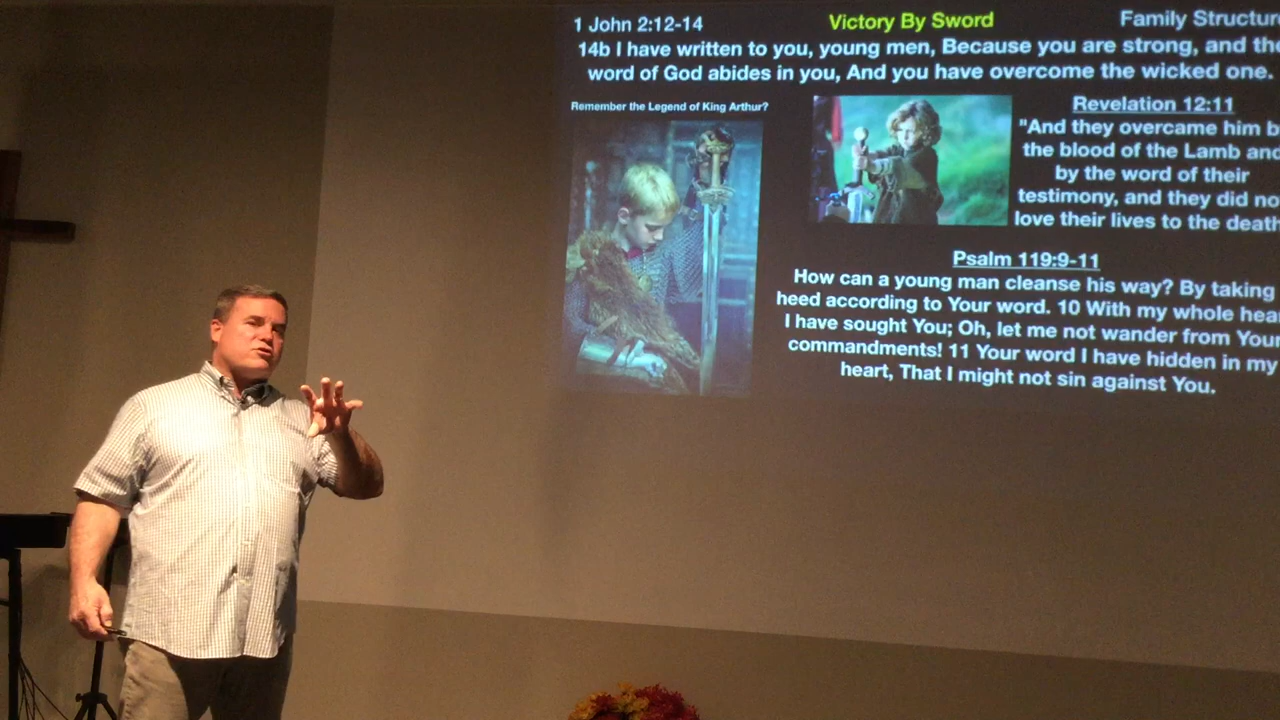 1 John 2:12-14
Victory By Sword
Family Structur
14b I have written to you, young men, Because you are strong, and the
word of God abides in you, And you have overcome the wicked one.
Remember the Legend of King Arthur?
Revelation 12:11
"And they overcame him b
the blood of the Lamb and
by the word of their
testimony, and they did no
love their lives to the death
Psalm 119:9-11
How can a young man cleanse his way? By taking
heed according to Your word. 10 With my whole hear
I have sought You; Oh, let me not wander from Your
commandments! 11 Your word I have hidden in my
heart, That I might not sin against You.